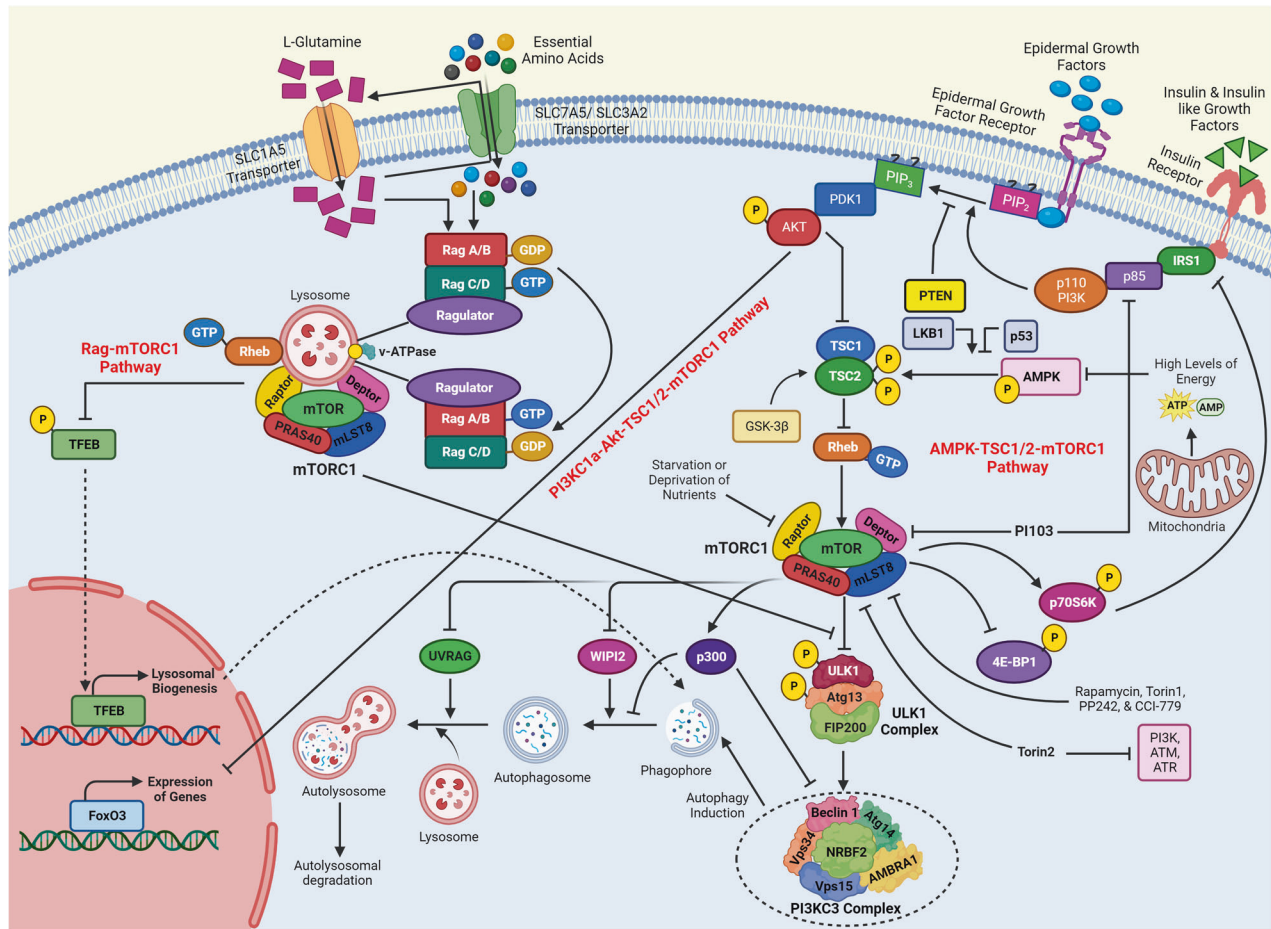 L-Glutamine
Essential
Amino Acids
Epidermal Growth
Factors
Epidermal Growth
Factor Receptor
Insulin & Insulin
like Growth
Factors
Insulin
Receptor
SLC1A5
Transporter
SLC7A5/ SLC3A2
Transporter
PIP3
PIP2
PDK1
P
AKT
IRS1
p85
p110
PI3K
PTEN
LKB1
p53
Rag A/B
GDP
Rag C/D
GTP
Ragulator
Lysosome
GTP
Rheb
v-ATPase
Rag-mTORC1
Pathway
Raptor
Deptor
mTOR
PRAS40
mLST8
mTORC1
Ragulator
Rag A/B
GTP
Rag C/D
GDP
P
TFEB
PI3KC1a-Akt-TSC1/2-mTORC1 Pathway
TSC1
TSC2
P
P
AMPK
P
High Levels of
Energy
ATP
AMP
Mitochondria
GSK-3β
Rheb
GTP
AMPK-TSC1/2-mTORC1
Pathway
Starvation or
Deprivation of
Nutrients
Raptor
Deptor
mTORC1
mTOR
PRAS40
mLST8
PI103
P
p70S6K
P
4E-BP1
UVRAG
WIPI2
p300
P
P
ULK1
Atg13
FIP200
ULK1
Complex
Rapamycin, Torin1,
PP242, & CCI-779
Torin2
PI3K,
ATM,
ATR
Lysosomal
Biogenesis
TFEB
Expression
of Genes
FoxO3
Autolysosome
Lysosome
Autophagosome
Phagophore
Autophagy
Induction
Autolysosomal
degradation
Beclin 1
Atg14
Vps34
NRBF2
AMBRA1
Vps15
PI3KC3 Complex